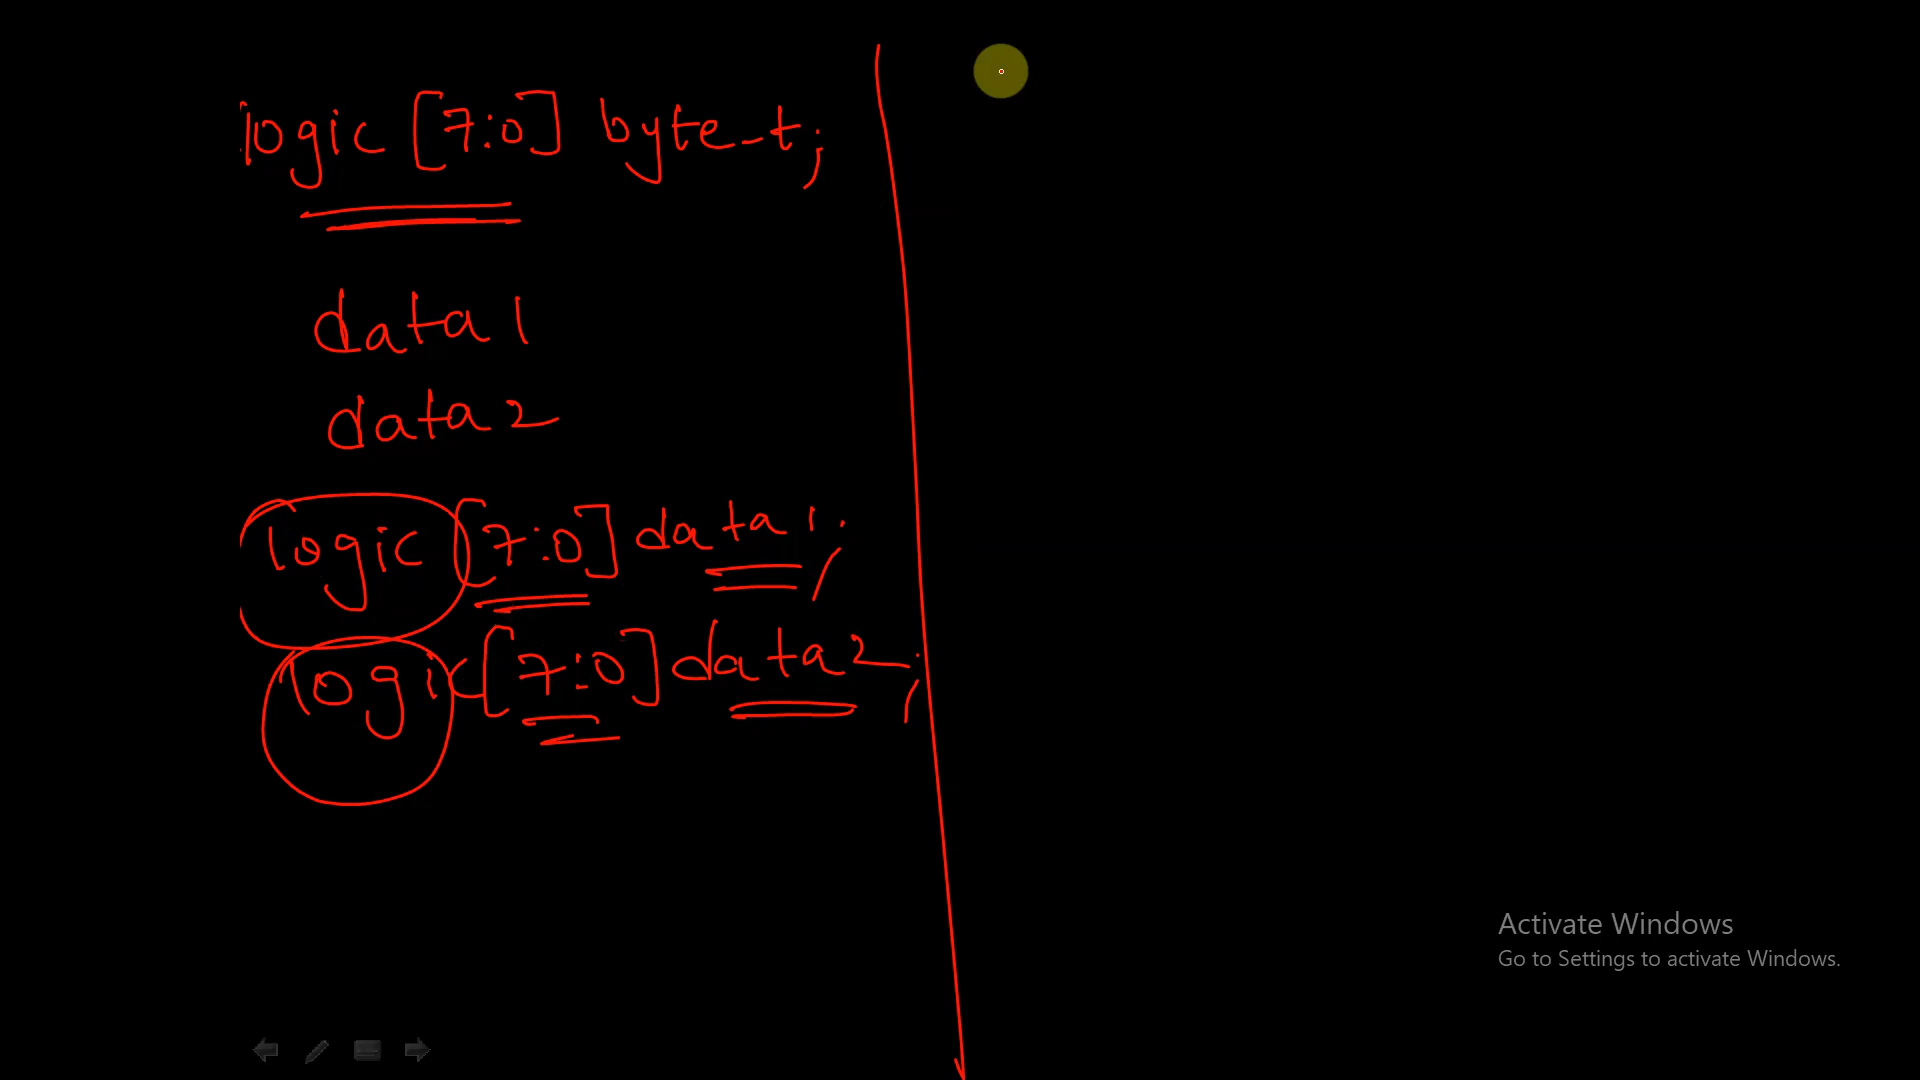 logic [7:0] byte_t;
data1
data2
logic [7:0] data1;
logic [7:0] data2;
Activate Windows
Go to Settings to activate Windows.